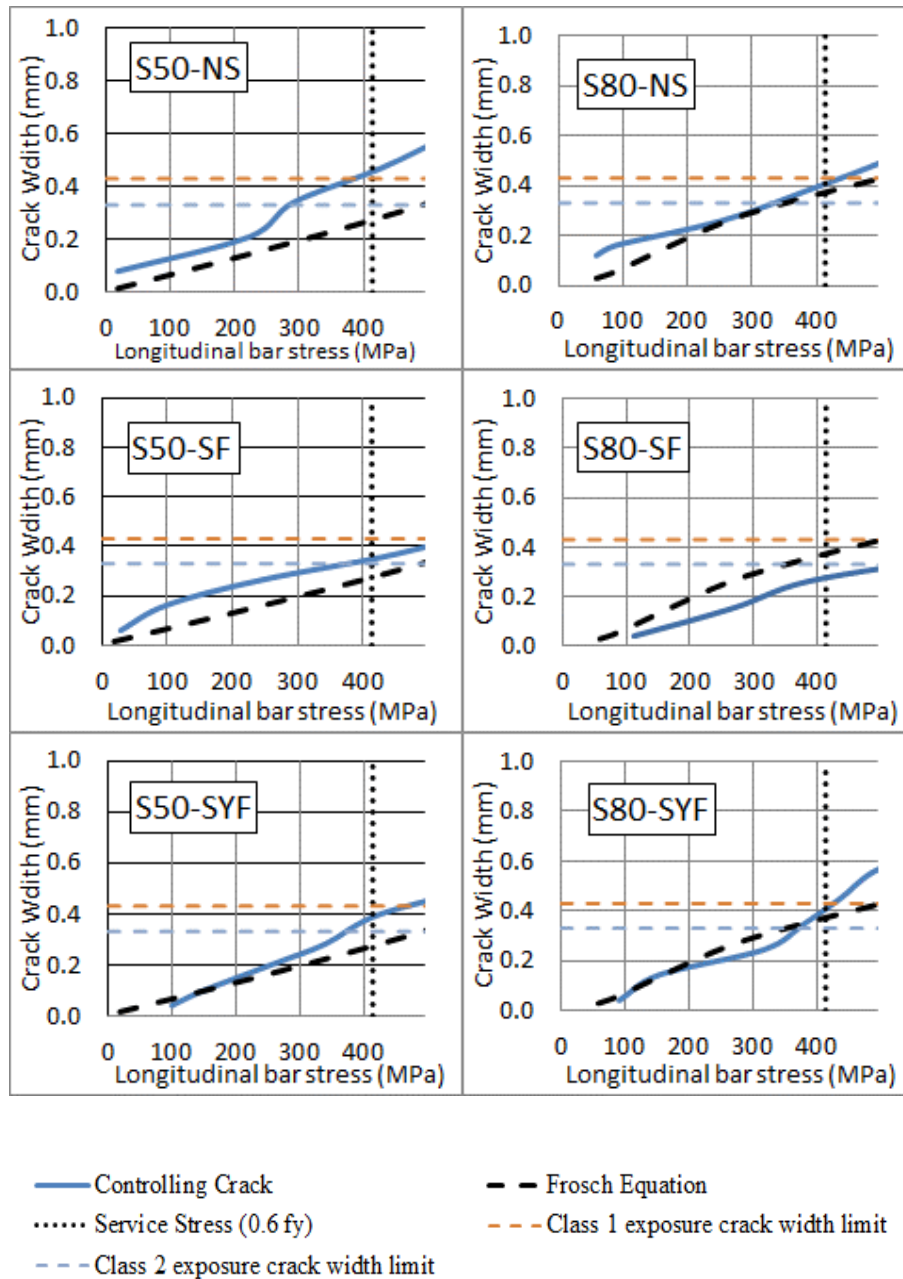 S50-NS
Crack Wdith (mm)
1.0
0.8
0.6
0.4
0.2
0.0
0 100 200 300 400
Longitudinal bar stress (MPa)
S80-NS
Crack Width (mm)
1.0
0.8
0.6
0.4
0.2
0.0
0 100 200 300 400
Longitudinal bar stress (MPa)
S50-SF
Crack Wdith (mm)
1.0
0.8
0.6
0.4
0.2
0.0
0 100 200 300 400
Longitudinal bar stress (MPa)
S80-SF
Crack Width (mm)
1.0
0.8
0.6
0.4
0.2
0.0
0 100 200 300 400
Longitudinal bar stress (MPa)
S50-SYF
Crack Wdith (mm)
1.0
0.8
0.6
0.4
0.2
0.0
0 100 200 300 400
Longitudinal bar stress (MPa)
S80-SYF
Crack Width (mm)
1.0
0.8
0.6
0.4
0.2
0.0
0 100 200 300 400
Longitudinal bar stress (MPa)
Controlling Crack
Frosch Equation
Service Stress (0.6 fy)
Class 1 exposure crack width limit
Class 2 exposure crack width limit